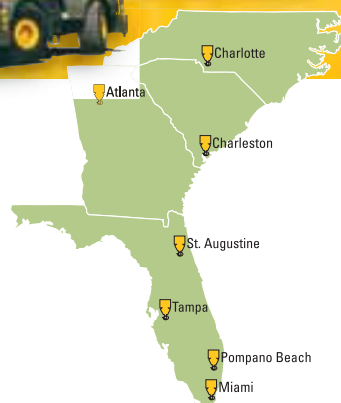 Charlotte
Atlanta
Charleston
St. Augustine
Tampa
Pompano Beach
Miami